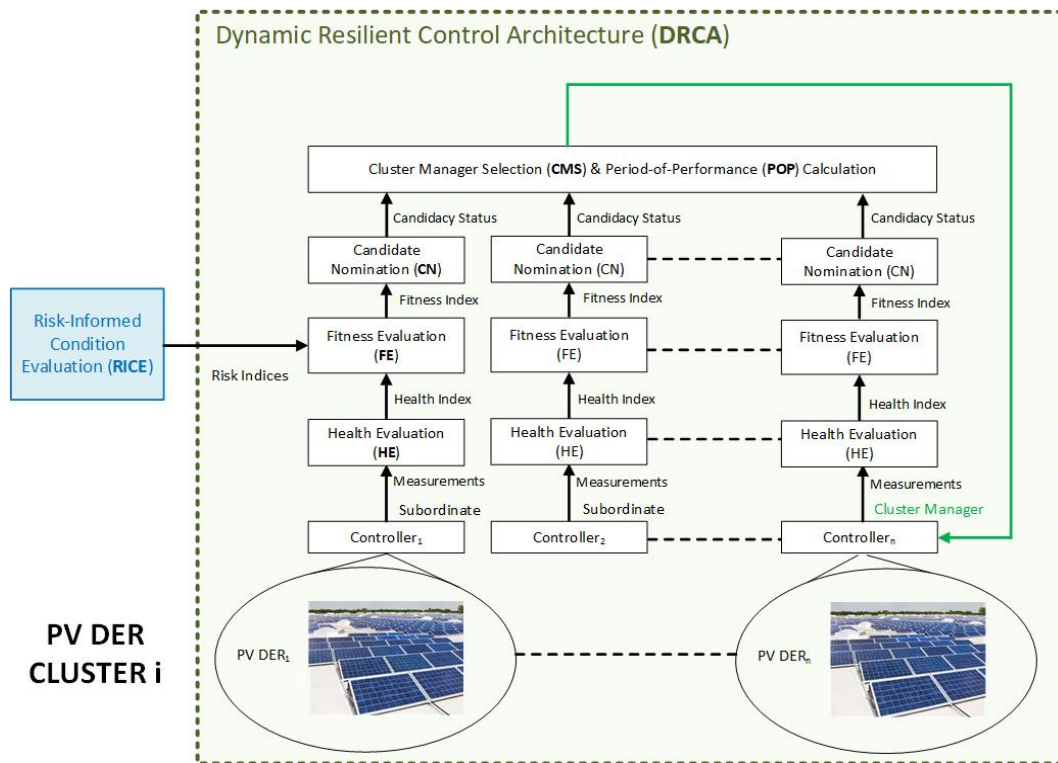 Dynamic Resilient Control Architecture (DRCA)
Cluster Manager Selection (CMS) & Period-of-Performance (POP) Calculation
Candidacy Status
Candidacy Status
Candidacy Status
Candidate
Nomination (CN)
Candidate
Nomination (CN)
Candidate
Nomination (CN)
Fitness Index
Fitness Index
Fitness Index
Risk-Informed
Condition
Evaluation (RICE)
Risk Indices
Fitness Evaluation
(FE)
Fitness Evaluation
(FE)
Fitness Evaluation
(FE)
Health Index
Health Index
Health Index
Health Evaluation
(HE)
Health Evaluation
(HE)
Health Evaluation
(HE)
Measurements
Measurements
Measurements
Subordinate
Subordinate
Cluster Manager
Controller₁
Controller₂
Controllerₙ
PV DER
CLUSTER i
PV DER₁
PV DERₙ